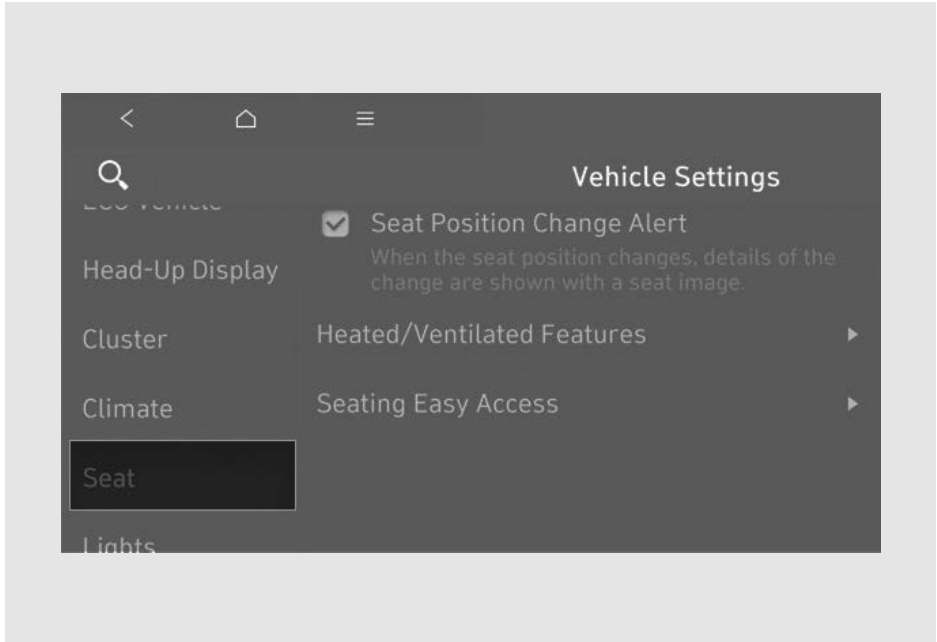 Vehicle Settings
Head-Up Display
Cluster
Climate
Seat
Lights
Seat Position Change Alert
When the seat position changes, details of the
change are shown with a seat image.
Heated/Ventilated Features
Seating Easy Access